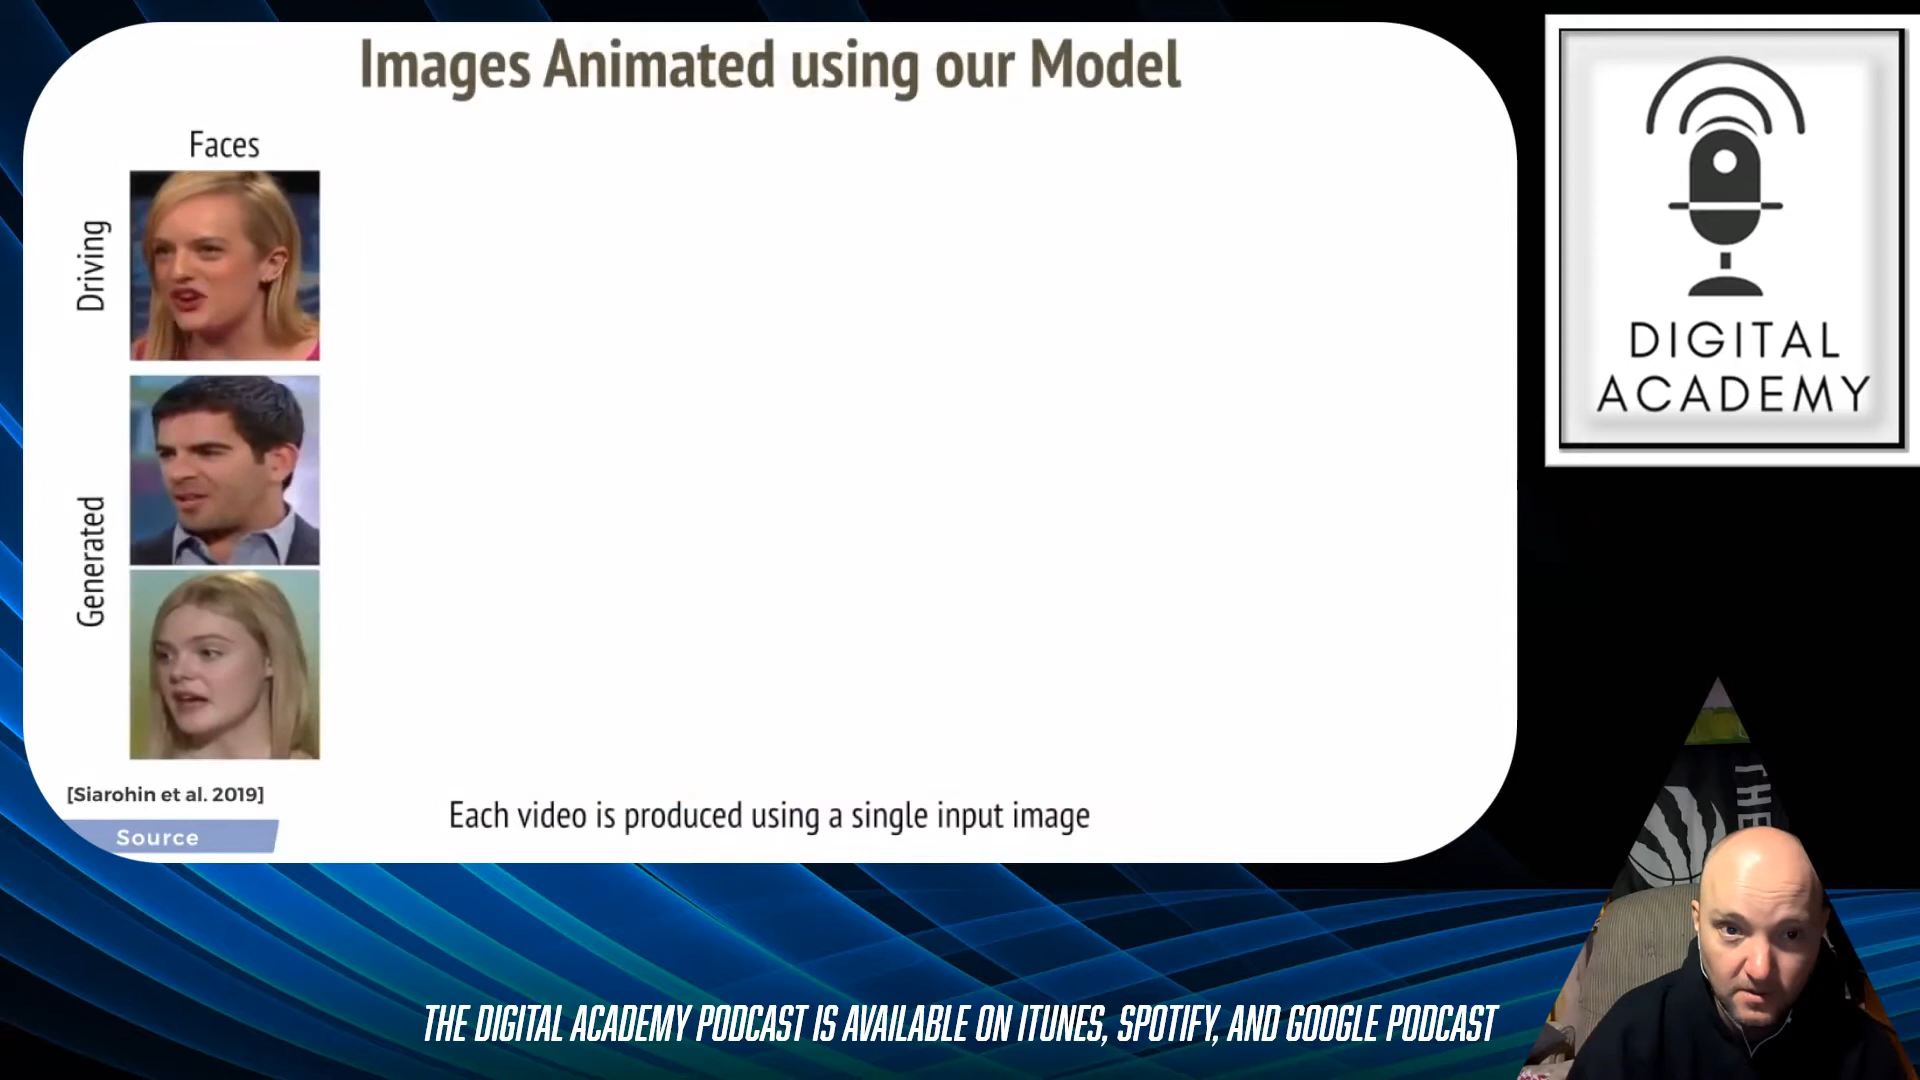 Images Animated using our Model
Faces
Driving
Generated
[Siarohin et al. 2019]
Source
Each video is produced using a single input image
DIGITAL
ACADEMY
THE
THE DIGITAL ACADEMY PODCAST IS AVAILABLE ON ITUNES, SPOTIFY, AND GOOGLE PODCAST